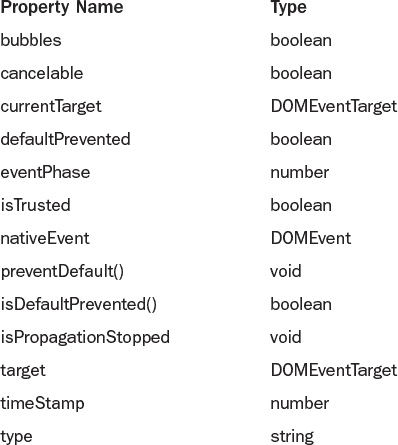 Property Name Type
bubbles boolean
cancelable boolean
currentTarget DOMEventTarget
defaultPrevented boolean
eventPhase number
isTrusted boolean
nativeEvent DOMEvent
preventDefault() void
isDefaultPrevented() boolean
isPropagationStopped void
target DOMEventTarget
timeStamp number
type string